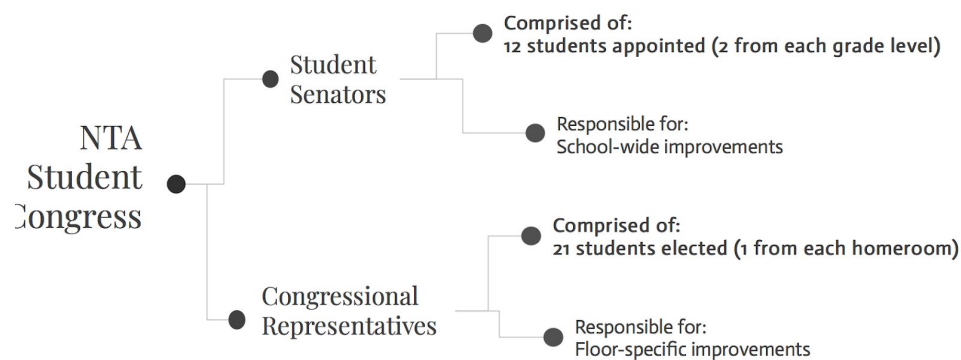 NTA
Student
Congress
Student
Senators
Comprised of:
12 students appointed (2 from each grade level)
Responsible for:
School-wide improvements
Congressional
Representatives
Comprised of:
21 students elected (1 from each homeroom)
Responsible for:
Floor-specific improvements